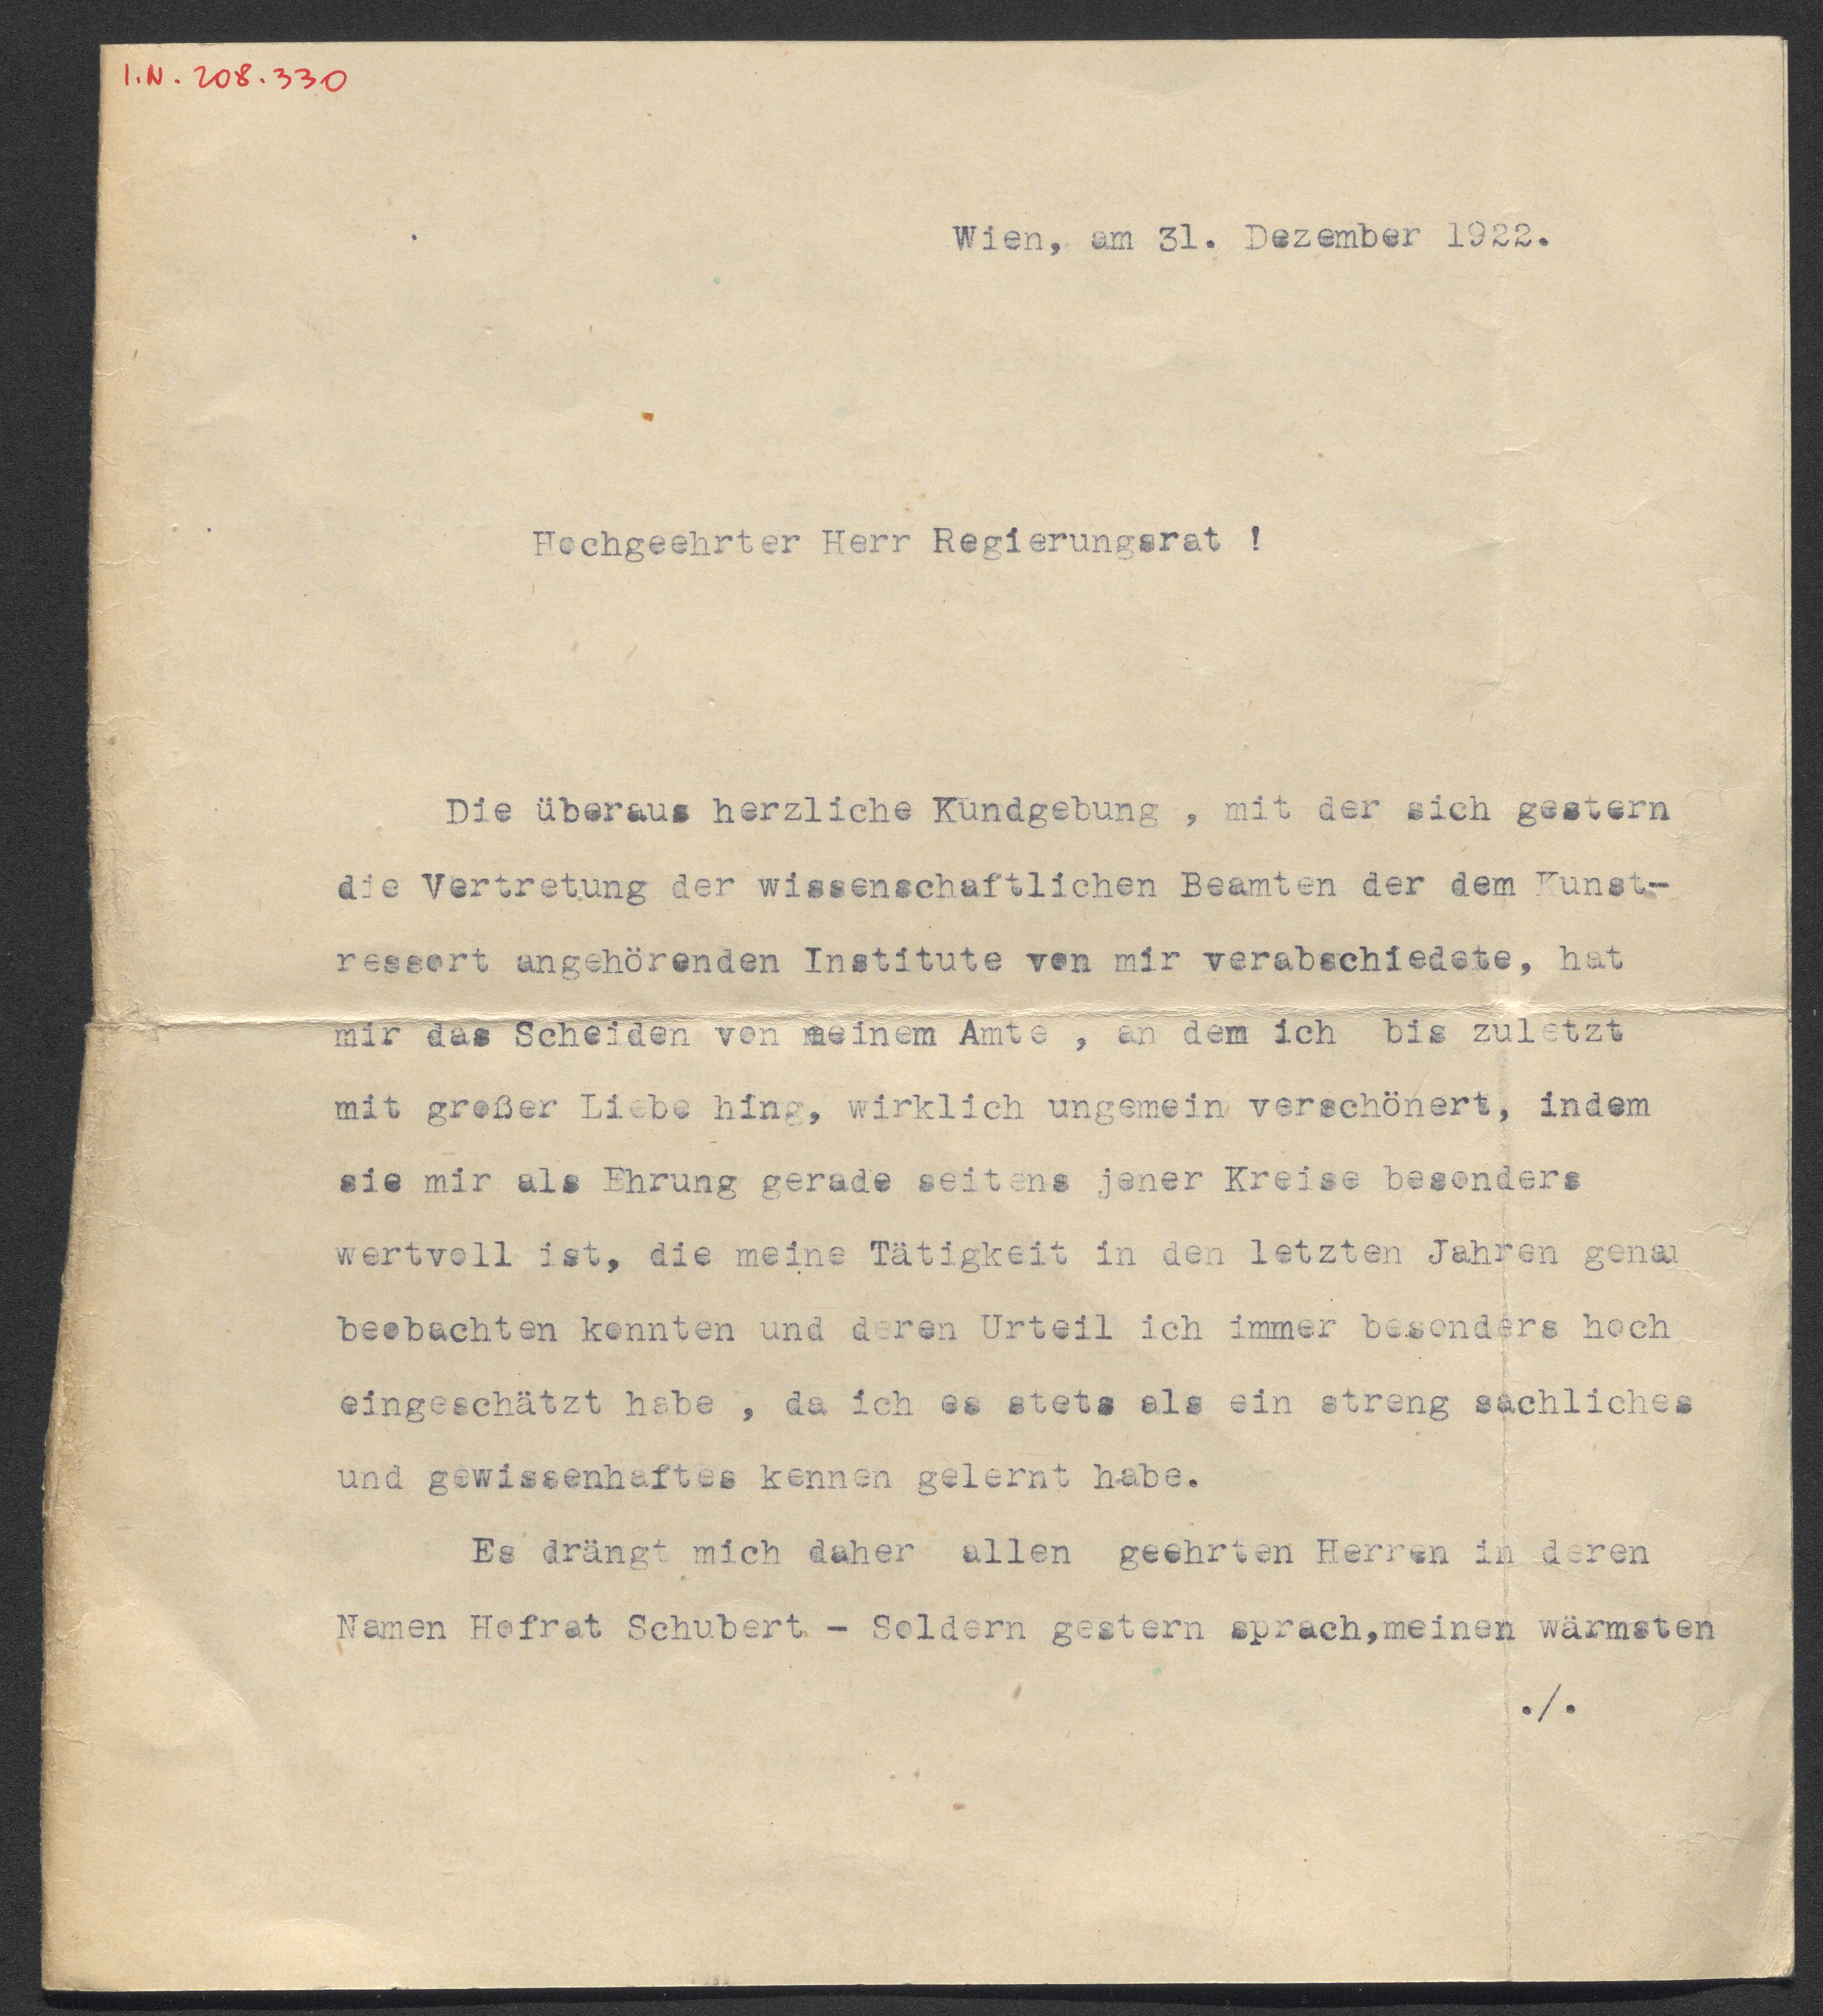 I.N. 208.330
Wien, am 31. Dezember 1922.
Hochgeehrter Herr Regierungsrat !
Die überaus herzliche Kundgebung , mit der sich gestern
die Vertretung der wissenschaftlichen Beamten der dem Kunst-
ressort angehörenden Institute von mir verabschiedete, hat
mir das Scheiden von meinem Amte , an dem ich bis zuletzt
mit großer Liebe hing, wirklich ungemein verschönert, indem
sie mir als Ehrung gerade seitens jener Kreise besonders
wertvoll ist, die meine Tätigkeit in den letzten Jahren genau
beobachten konnten und deren Urteil ich immer besonders hoch
eingeschätzt habe , da ich es stets als ein streng sachliches
und gewissenhaftes kennen gelernt habe.
Es drängt mich daher allen geehrten Herren in deren
Namen Hofrat Schubert - Soldern gestern sprach,meinen wärmsten
./.